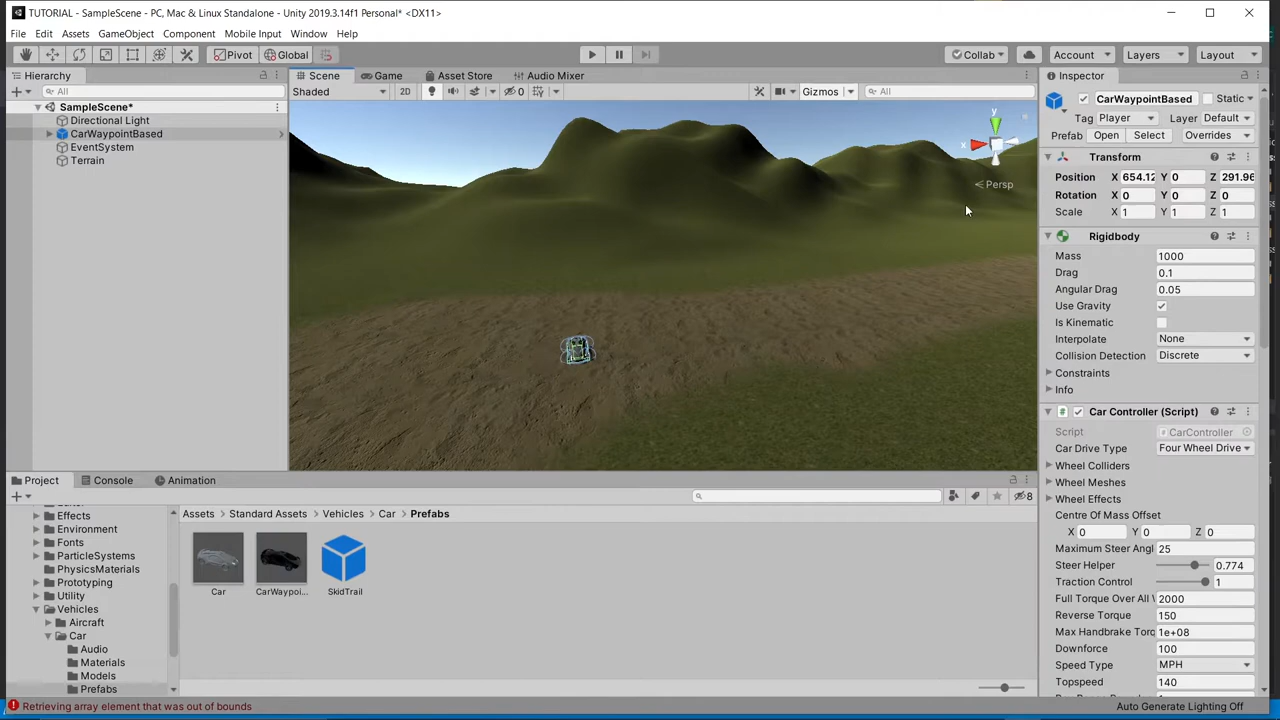 TUTORIAL - SampleScene - PC, Mac & Linux Standalone - Unity 2019.3.14f1 Personal* <DX11>
File Edit Assets GameObject Component Mobile Input Window Help
Pivot Global Collab Account Layers Layout
Hierarchy Scene Game Asset Store Audio Mixer Inspector
All Shaded 2D 0 Gizmos All CarWaypointBased Static
SampleScene*
Directional Light
CarWaypointBased
EventSystem
Terrain
y
x
Persp
Tag Player Layer Default
Prefab Open Select Overrides
Transform
Position X 654.12 Y 0 Z 291.96
Rotation X 0 Y 0 Z 0
Scale X 1 Y 1 Z 1
Rigidbody
Mass 1000
Drag 0.1
Angular Drag 0.05
Use Gravity
Is Kinematic
Interpolate None
Collision Detection Discrete
Constraints
Info
Car Controller (Script)
Script CarController
Car Drive Type Four Wheel Drive
Wheel Colliders
Wheel Meshes
Wheel Effects
Centre Of Mass Offset
X 0 Y 0 Z 0
Maximum Steer Angl 25
Steer Helper 0.774
Traction Control 1
Full Torque Over All 2000
Reverse Torque 150
Max Handbrake Torq 1e+08
Downforce 100
Speed Type MPH
Topspeed 140
Project Console Animation
8
Effects
Environment
Fonts
ParticleSystems
PhysicsMaterials
Prototyping
Utility
Vehicles
Aircraft
Car
Audio
Materials
Models
Prefabs
Assets > Standard Assets > Vehicles > Car > Prefabs
Car CarWaypoi... SkidTrail
Retrieving array element that was out of bounds
Auto Generate Lighting Off